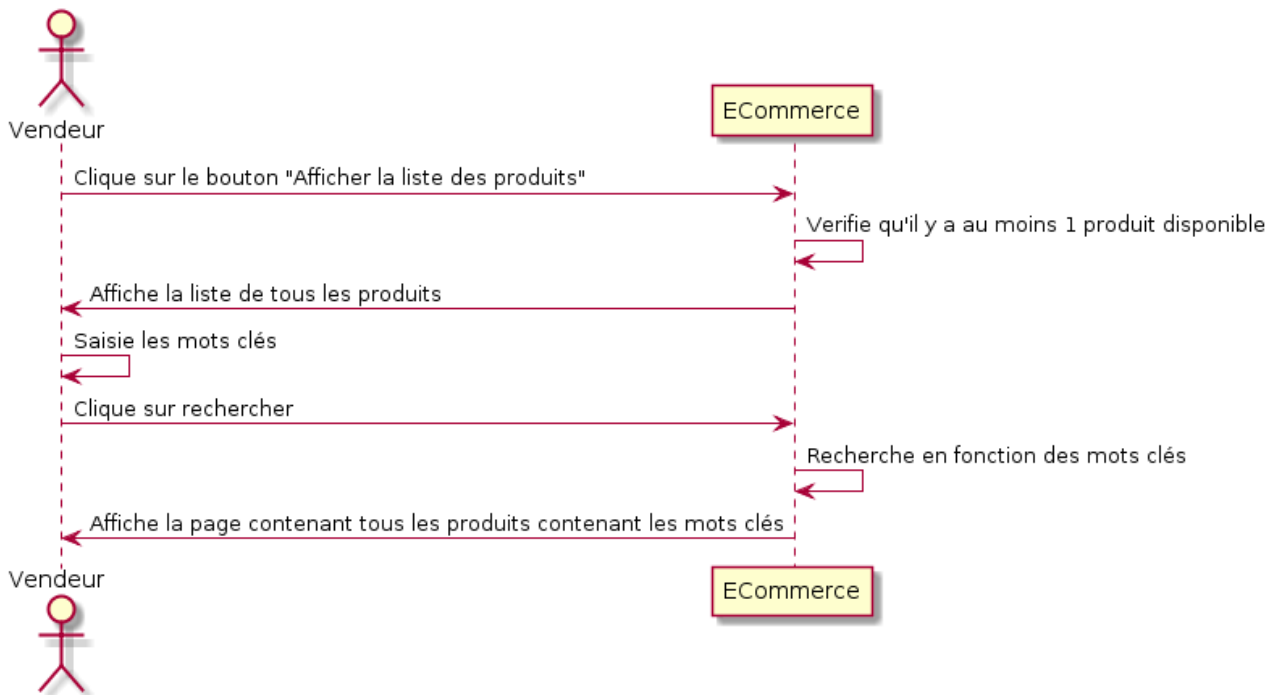 Vendeur
ECommerce
Clique sur le bouton "Afficher la liste des produits"
Verifie qu'il y a au moins 1 produit disponible
Affiche la liste de tous les produits
Saisie les mots clés
Clique sur rechercher
Recherche en fonction des mots clés
Affiche la page contenant tous les produits contenant les mots clés
Vendeur
ECommerce